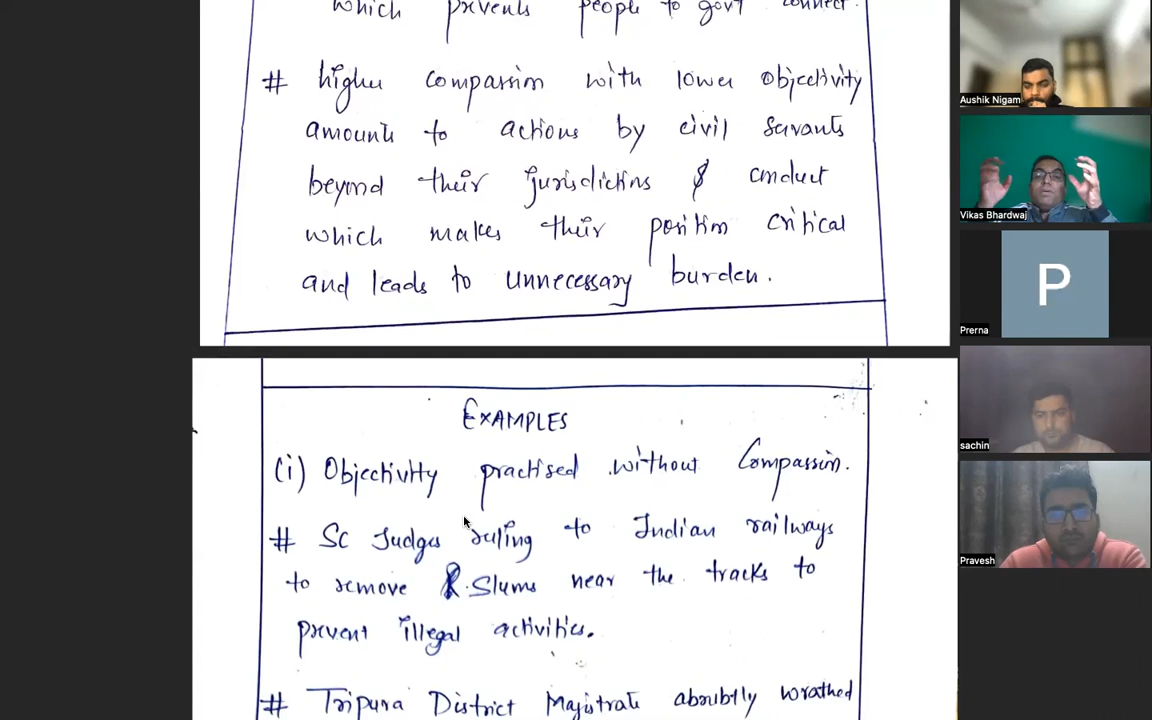 which prevents people to govt connect.
# higher compassion with lower objectivity
amounts to actions by civil servants
beyond their jurisdictions & conduct
which makes their position critical
and leads to unnecessary burden.
EXAMPLES
(i) Objectivity practised without Compassion.
# SC Judges ruling to Indian railways
to remove Slums near the tracks to
prevent illegal activities.
# Tripura District Magistrate aboubtly wrathed
Aushik Nigam
Vikas Bhardwaj
P
Prerna
sachin
Pravesh